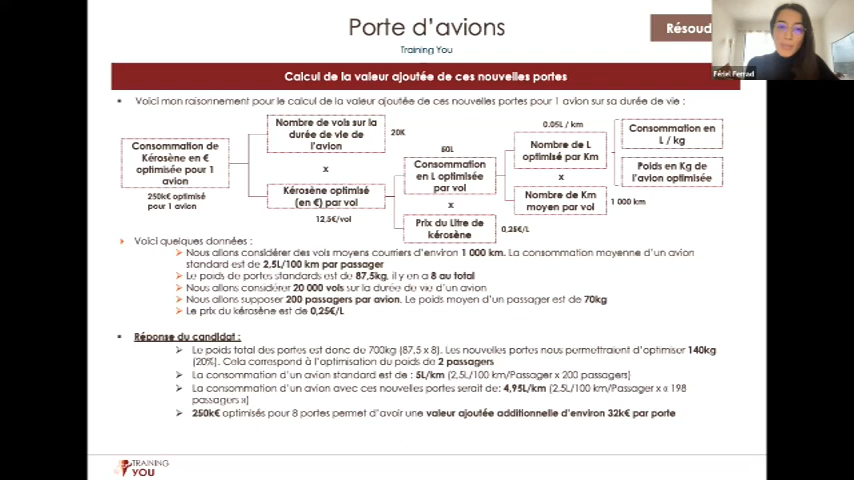 Porte d'avions
Training You
Résoud
Fériel Ferrad
Calcul de la valeur ajoutée de ces nouvelles portes
Voici mon raisonnement pour le calcul de la valeur ajoutée de ces nouvelles portes pour 1 avion sur sa durée de vie :
Consommation de
Kérosène en €
optimisée pour 1
avion
250k€ optimisé
pour 1 avion
Nombre de vols sur la
durée de vie de
l'avion
20K
x
Kérosène optimisé
(en €) par vol
12,5€/vol
50L
Consommation
en L optimisée
par vol
x
Prix du Litre de
kérosène
0,25€/L
0,05L / km
Nombre de L
optimisé par Km
x
Nombre de Km
moyen par vol
1 000 km
Consommation en
L / kg
Poids en Kg de
l'avion optimisée
Voici quelques données :
Nous allons considérer des vols moyens courriers d'environ 1 000 km. La consommation moyenne d'un avion
standard est de 2,5L/100 km par passager
Le poids de portes standards est de 87,5kg, il y en a 8 au total
Nous allons considérer 20 000 vols sur la durée de vie d'un avion
Nous allons supposer 200 passagers par avion. Le poids moyen d'un passager est de 70kg
Le prix du kérosène est de 0,25€/L
Réponse du candidat :
Le poids total des portes est donc de 700kg (87,5 x 8). Les nouvelles portes nous permettraient d'optimiser 140kg
(20%). Cela correspond à l'optimisation du poids de 2 passagers
La consommation d'un avion standard est de : 5L/km (2,5L/100 km/Passager x 200 passagers)
La consommation d'un avion avec ces nouvelles portes serait de: 4,95L/km (2,5L/100 km/Passager x « 198
passagers »)
250k€ optimisés pour 8 portes permet d'avoir une valeur ajoutée additionnelle d'environ 32k€ par porte
TRAINING
YOU